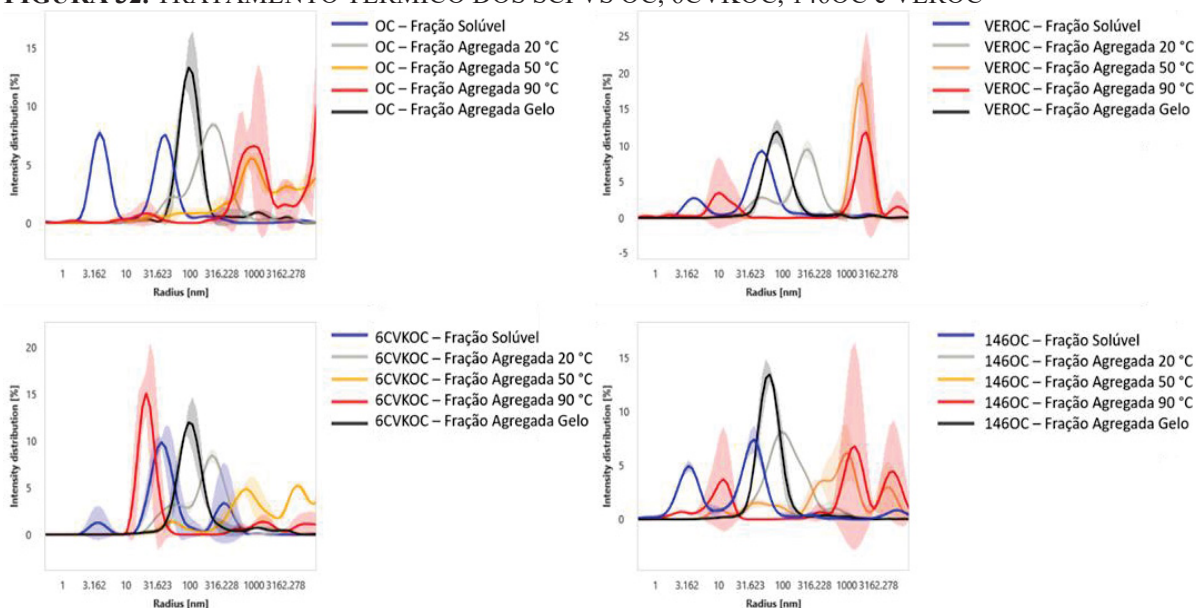 FIGURA 52: TRATAMENTO TÉRMICO DOS SCFVS OC, 6CVKOC, 146OC e VEROC
15
10
5
0
Intensity distribution [%]
1 3.162 10 31.623 100 316.228 1000 3162.278
Radius [nm]
OC – Fração Solúvel
OC – Fração Agregada 20 °C
OC – Fração Agregada 50 °C
OC – Fração Agregada 90 °C
OC – Fração Agregada Gelo
25
20
15
10
5
0
-5
Intensity distribution [%]
1 3.162 10 31.623 100 316.228 1000 3162.278
Radius [nm]
VEROC – Fração Solúvel
VEROC – Fração Agregada 20 °C
VEROC – Fração Agregada 50 °C
VEROC – Fração Agregada 90 °C
VEROC – Fração Agregada Gelo
20
15
10
5
0
Intensity distribution [%]
1 3.162 10 31.623 100 316.228 1000 3162.278
Radius [nm]
6CVKOC – Fração Solúvel
6CVKOC – Fração Agregada 20 °C
6CVKOC – Fração Agregada 50 °C
6CVKOC – Fração Agregada 90 °C
6CVKOC – Fração Agregada Gelo
15
10
5
0
Intensity distribution [%]
1 3.162 10 31.623 100 316.228 1000 3162.278
Radius [nm]
146OC – Fração Solúvel
146OC – Fração Agregada 20 °C
146OC – Fração Agregada 50 °C
146OC – Fração Agregada 90 °C
146OC – Fração Agregada Gelo